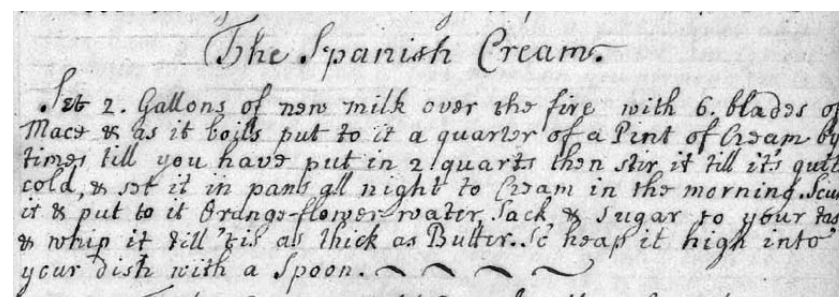 The Spanish Cream.
Set 2. Gallons of new milk over the fire with 6. blades of
Mace & as it boils put to it a quarter of a Pint of Cream by
times till you have put in 2 quarts then stir it till it's
cold, & set it in pans all night to Cream in the morning.
it & put to it Orange-flower-water, Sack & Sugar to your
& whip it till 'tis as thick as Butter. So heap it high into
your dish with a Spoon.